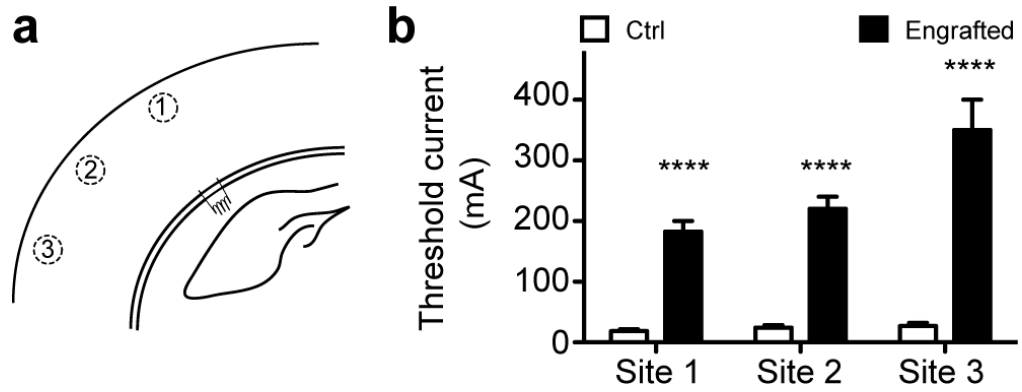 a
1
2
3
b
Ctrl
Engrafted
Threshold current
(mA)
400
300
200
100
0
****
****
****
Site 1
Site 2
Site 3